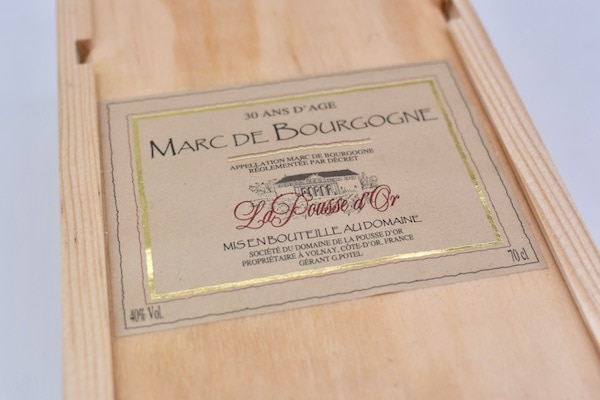 30 ANS D'AGE
MARC DE BOURGOGNE
APPELLATION MARC DE BOURGOGNE
RÉGLEMENTÉE PAR DÉCRET
La Pousse d'Or
MIS EN BOUTEILLE AU DOMAINE
SOCIÉTÉ DU DOMAINE DE LA POUSSE D'OR
PROPRIÉTAIRE À VOLNAY, CÔTE-D'OR, FRANCE
GÉRANT G.POTEL
40% Vol.
70 cl